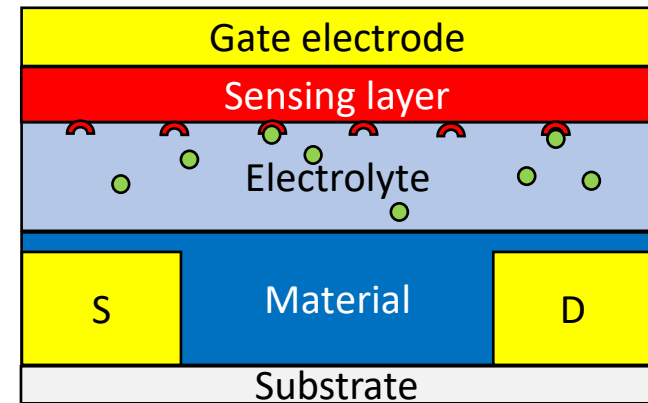 Gate electrode
Sensing layer
Electrolyte
S
Material
D
Substrate